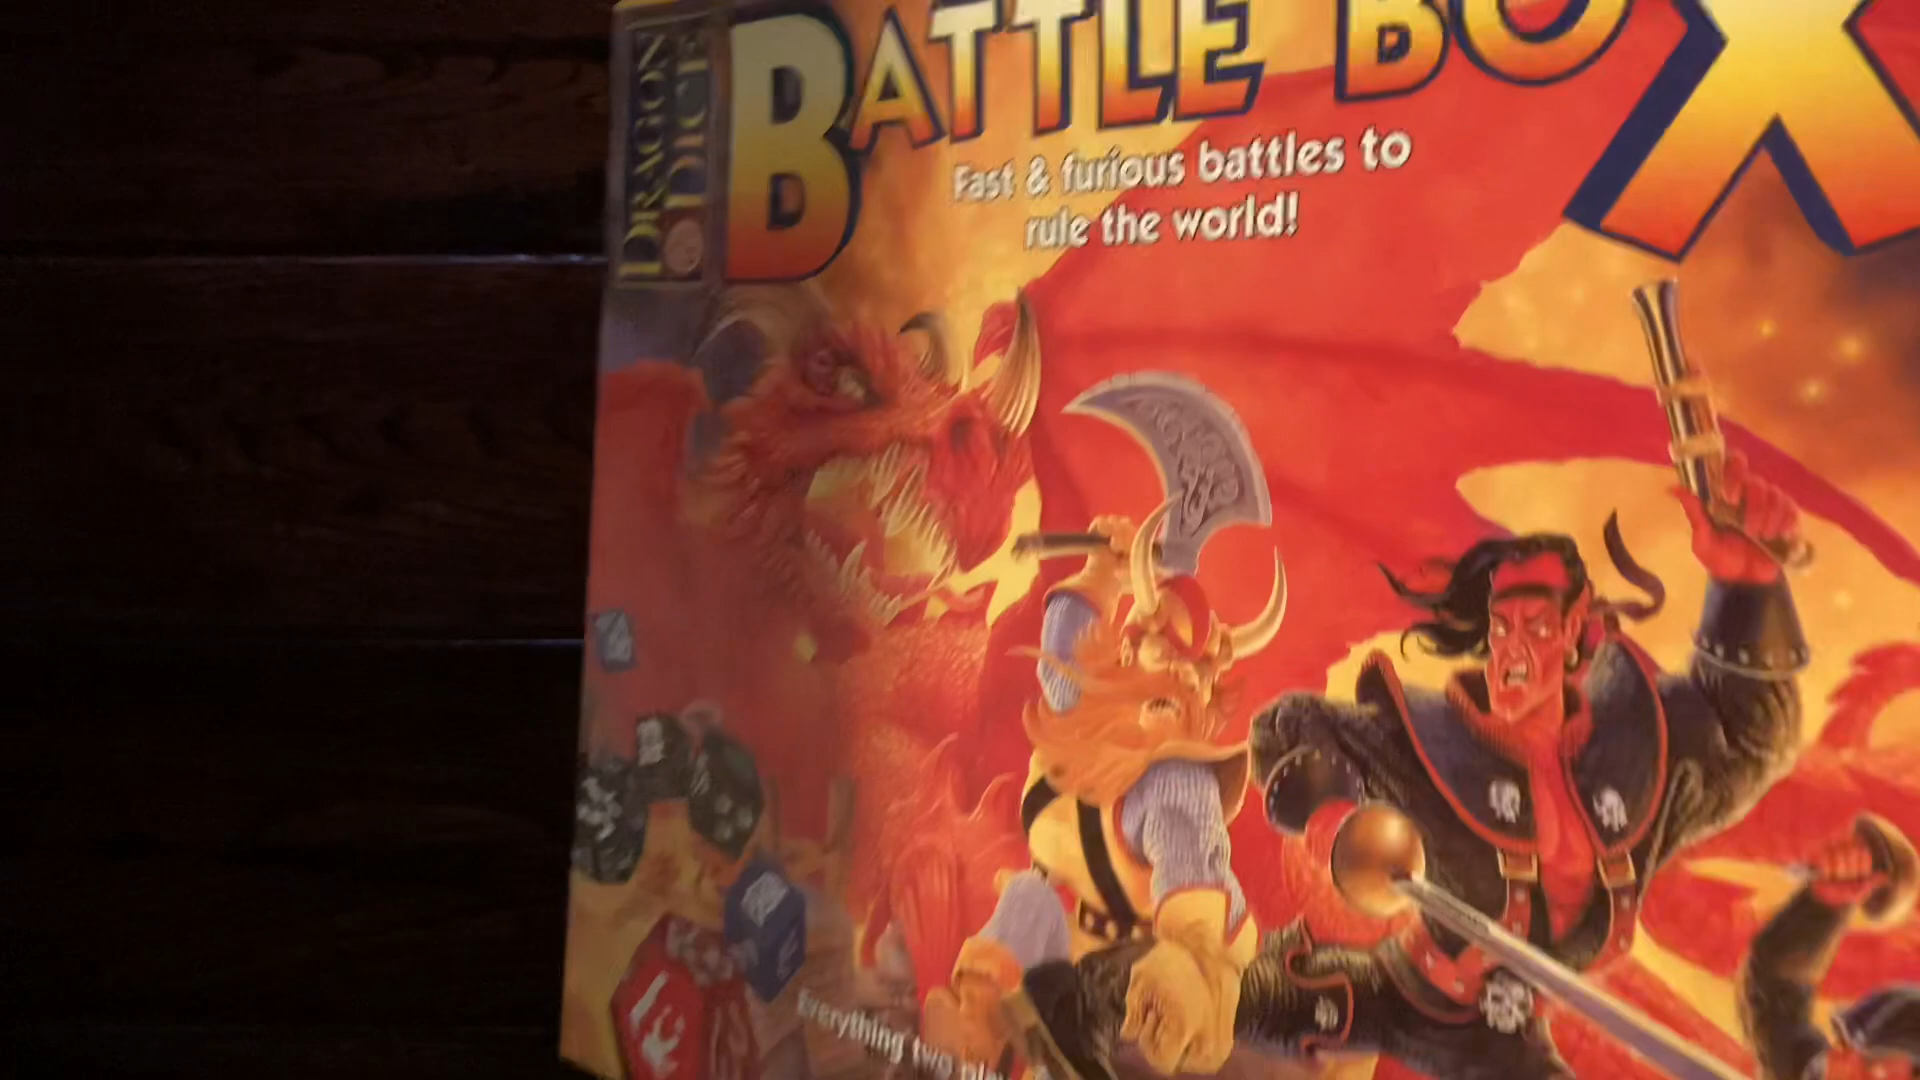 DRAGON
DICE
BATTLE BOX
Fast & furious battles to
rule the world!
Everything two